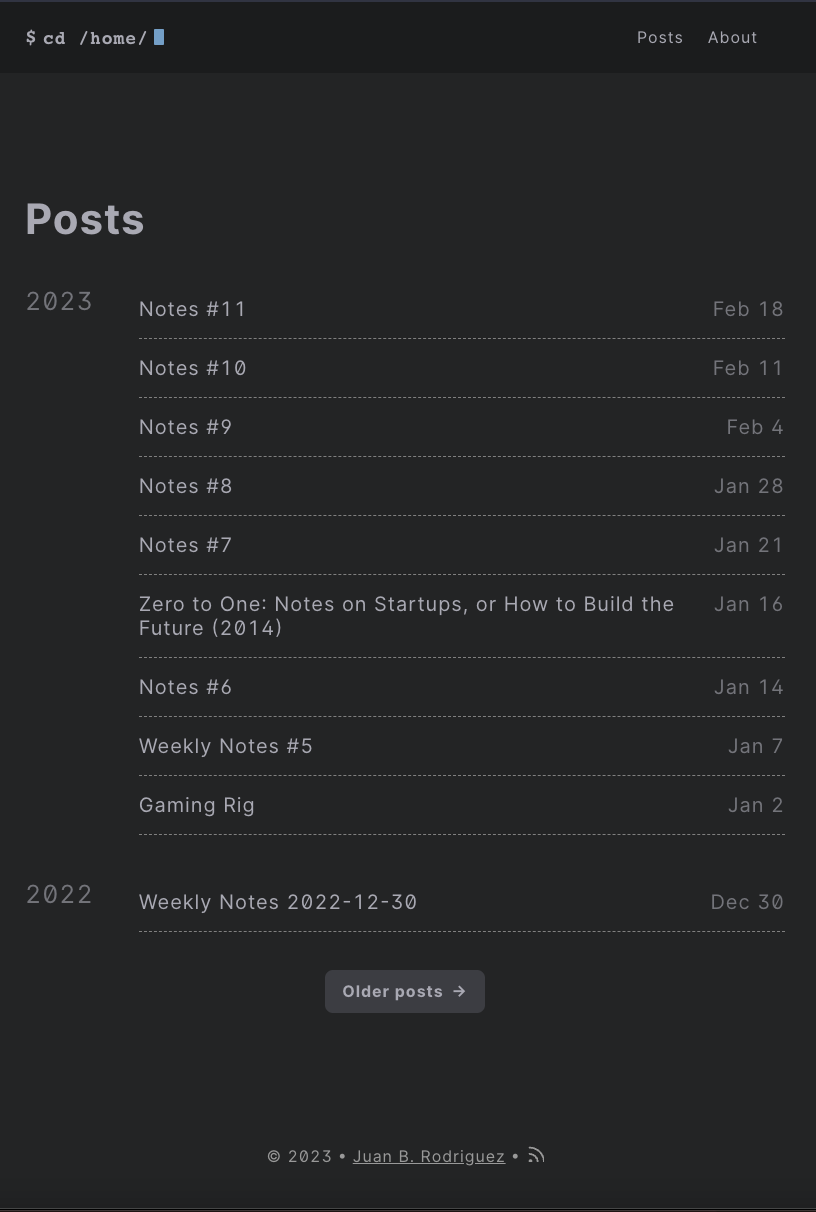 $ cd /home/
Posts About
Posts
2023
Notes #11 Feb 18
Notes #10 Feb 11
Notes #9 Feb 4
Notes #8 Jan 28
Notes #7 Jan 21
Zero to One: Notes on Startups, or How to Build the Jan 16
Future (2014)
Notes #6 Jan 14
Weekly Notes #5 Jan 7
Gaming Rig Jan 2
2022
Weekly Notes 2022-12-30 Dec 30
Older posts →
© 2023 • Juan B. Rodriguez •